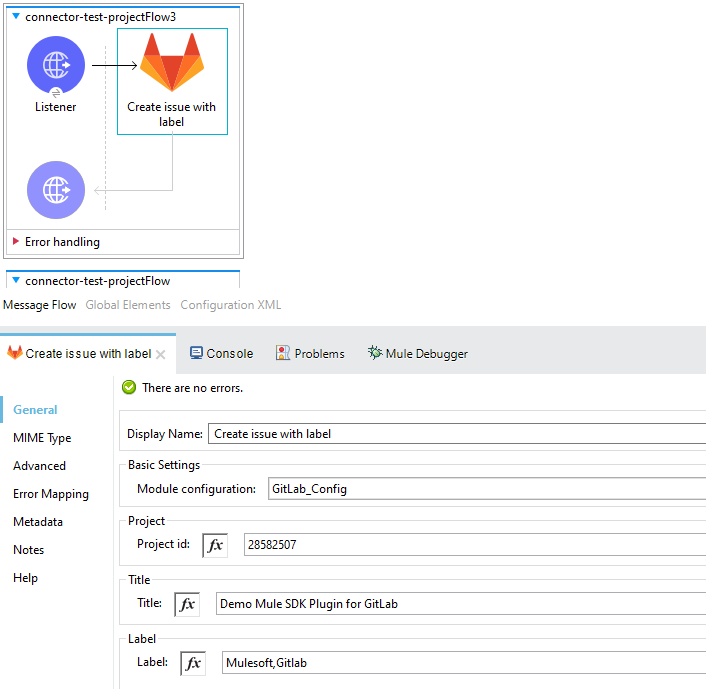 connector-test-projectFlow3
Listener
Create issue with
label
Error handling
connector-test-projectFlow
Message Flow Global Elements Configuration XML
Create issue with label Console Problems Mule Debugger
There are no errors.
General
MIME Type
Advanced
Error Mapping
Metadata
Notes
Help
Display Name: Create issue with label
Basic Settings
Module configuration: GitLab_Config
Project
Project id: fx 28582507
Title
Title: fx Demo Mule SDK Plugin for GitLab
Label
Label: fx Mulesoft,Gitlab